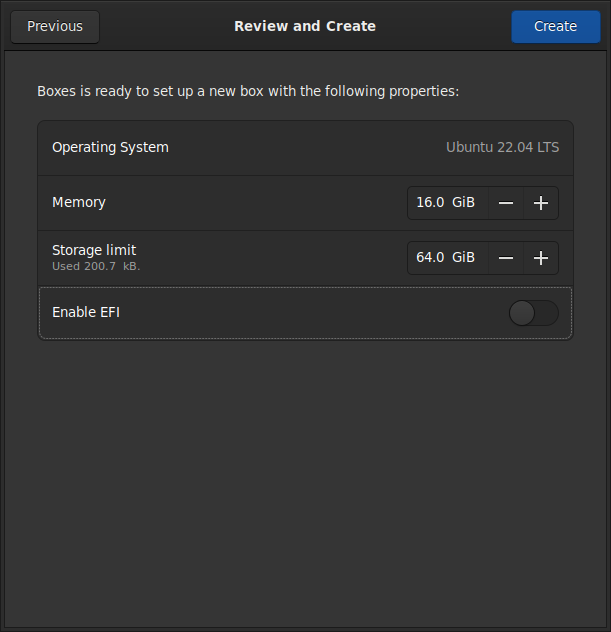 Previous
Review and Create
Create
Boxes is ready to set up a new box with the following properties:
Operating System
Ubuntu 22.04 LTS
Memory
16.0 GiB
Storage limit
Used 200.7 kB.
64.0 GiB
Enable EFI